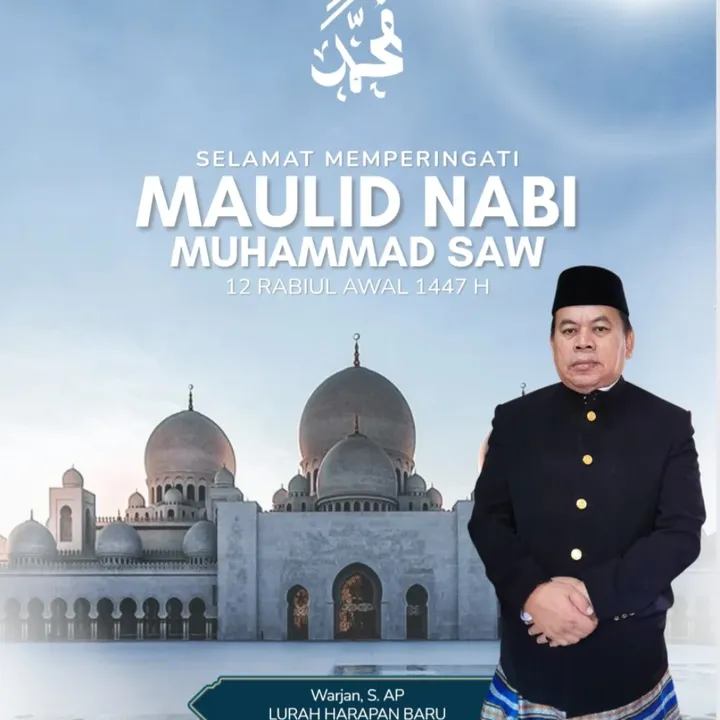 محمد
SELAMAT MEMPERINGATI
MAULID NABI
MUHAMMAD SAW
12 RABIUL AWAL 1447 H
Warjan, S. AP
LURAH HARAPAN BARU